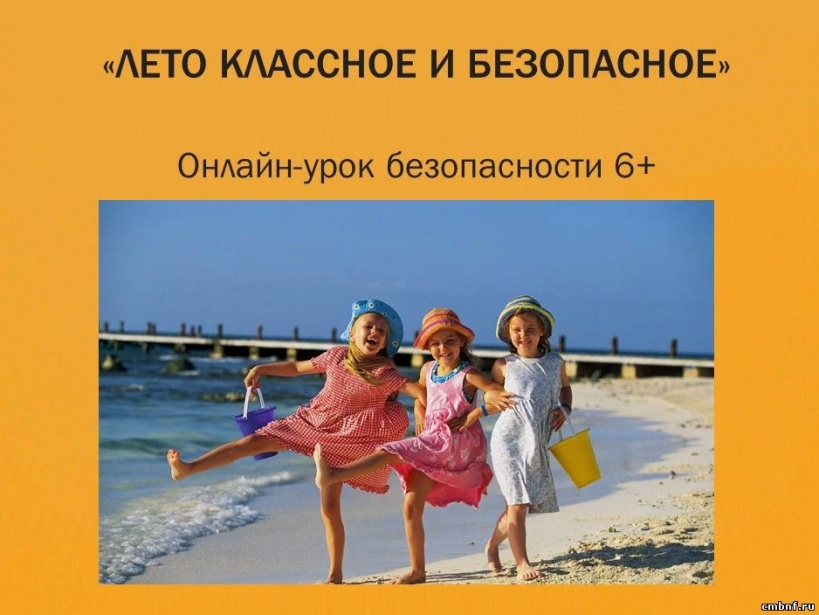 «ЛЕТО КЛАССНОЕ И БЕЗОПАСНОЕ»
Онлайн-урок безопасности 6+
cmbnf.ru